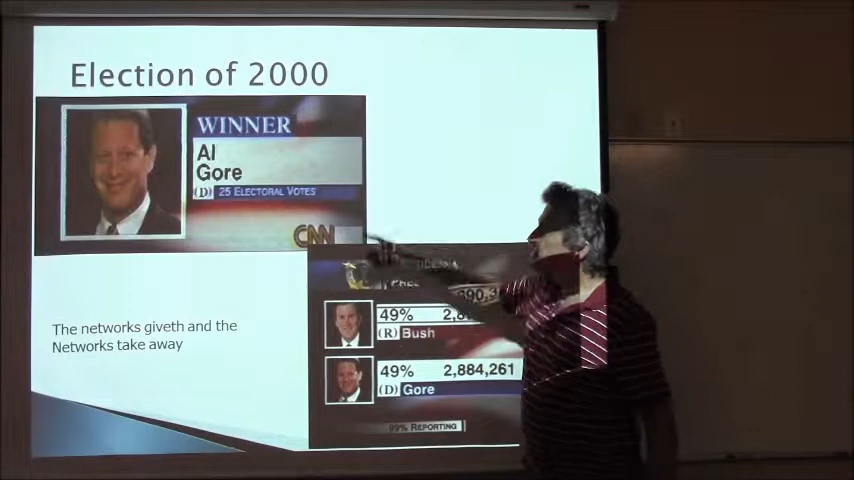 Election of 2000
WINNER
Al
Gore
(D) 25 ELECTORAL VOTES
CNN
49%
(R) Bush
49% 2,884,261
(D) Gore
99% REPORTING
The networks giveth and the
Networks take away